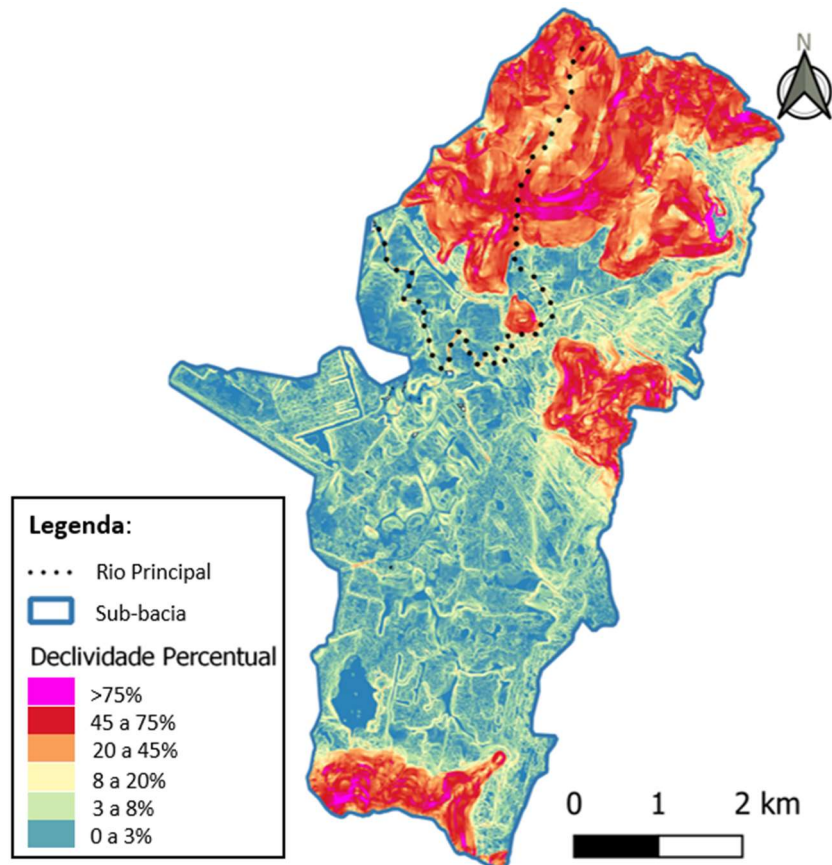 N
Legenda:
Rio Principal
Sub-bacia
Declividade Percentual
>75%
45 a 75%
20 a 45%
8 a 20%
3 a 8%
0 a 3%
0 1 2 km